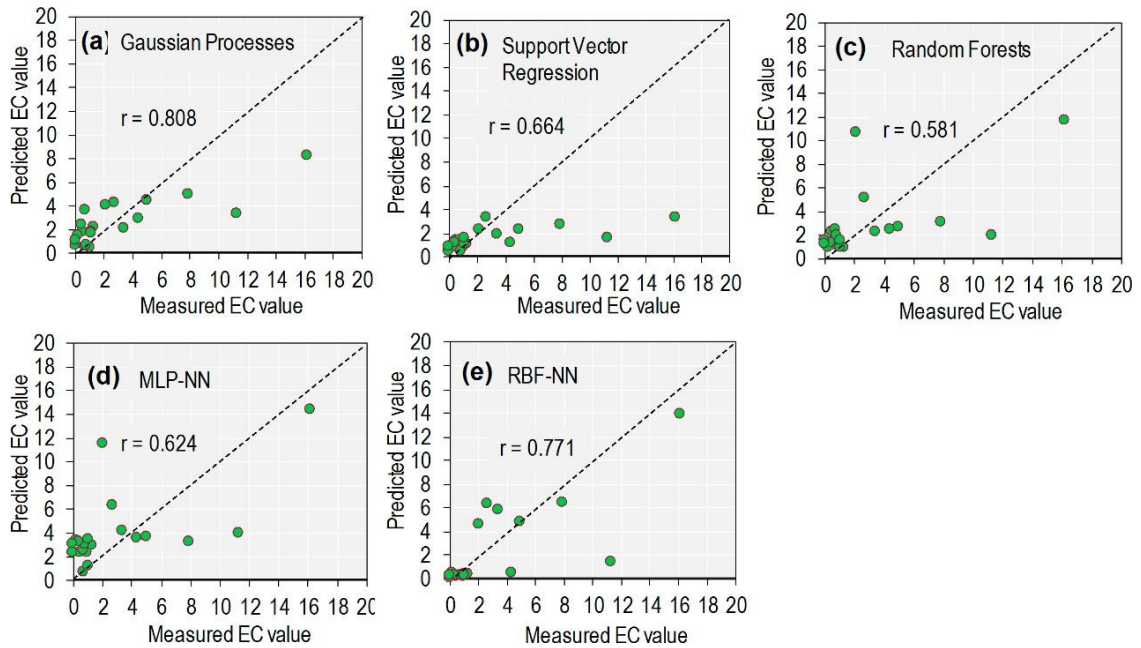 (a) Gaussian Processes
r = 0.808
Predicted EC value
20
18
16
14
12
10
8
6
4
2
0
0 2 4 6 8 10 12 14 16 18 20
Measured EC value
(b) Support Vector
Regression
r = 0.664
Predicted EC value
20
18
16
14
12
10
8
6
4
2
0
0 2 4 6 8 10 12 14 16 18 20
Measured EC value
(c) Random Forests
r = 0.581
Predicted EC value
20
18
16
14
12
10
8
6
4
2
0
0 2 4 6 8 10 12 14 16 18 20
Measured EC value
(d) MLP-NN
r = 0.624
Predicted EC value
20
18
16
14
12
10
8
6
4
2
0
0 2 4 6 8 10 12 14 16 18 20
Measured EC value
(e) RBF-NN
r = 0.771
Predicted EC value
20
18
16
14
12
10
8
6
4
2
0
0 2 4 6 8 10 12 14 16 18 20
Measured EC value